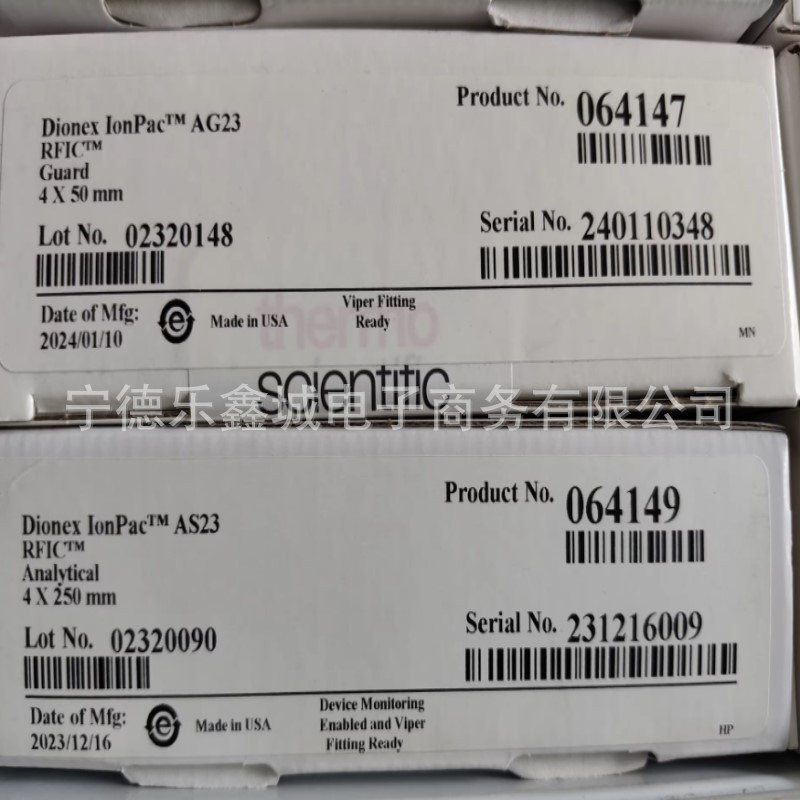 Dionex IonPac™ AG23
RFIC™
Guard
4 X 50 mm
Product No. 064147
Lot No. 02320148
Serial No. 240110348
Date of Mfg:
2024/01/10
Made in USA
Viper Fitting
Ready
MN
thermo
scientific
宁德乐鑫诚电子商务有限公司
Dionex IonPac™ AS23
RFIC™
Analytical
4 X 250 mm
Product No. 064149
Lot No. 02320090
Serial No. 231216009
Date of Mfg:
2023/12/16
Made in USA
Device Monitoring
Enabled and Viper
Fitting Ready
HP